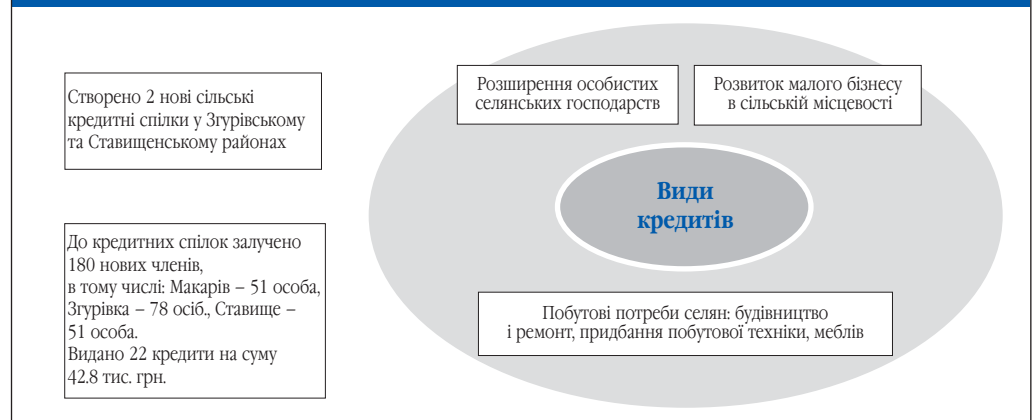 Створено 2 нові сільські
кредитні спілки у Згурівському
та Ставищенському районах
До кредитних спілок залучено
180 нових членів,
в тому числі: Макарів – 51 особа,
Згурівка – 78 осіб., Ставище –
51 особа.
Видано 22 кредити на суму
42.8 тис. грн.
Розширення особистих
селянських господарств
Розвиток малого бізнесу
в сільській місцевості
Види
кредитів
Побутові потреби селян: будівництво
і ремонт, придбання побутової техніки, меблів